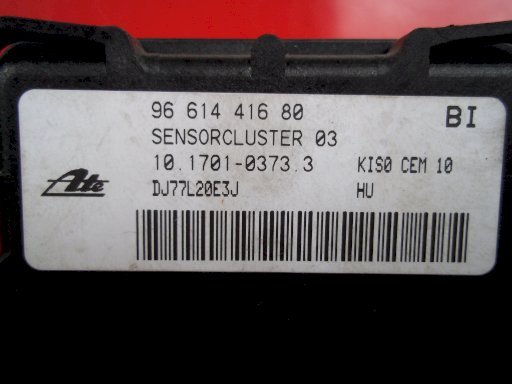 96 614 416 80 BI
SENSORCLUSTER 03
10.1701-0373.3 KIS0 CEM 10
Ate DJ77L20E3J HU